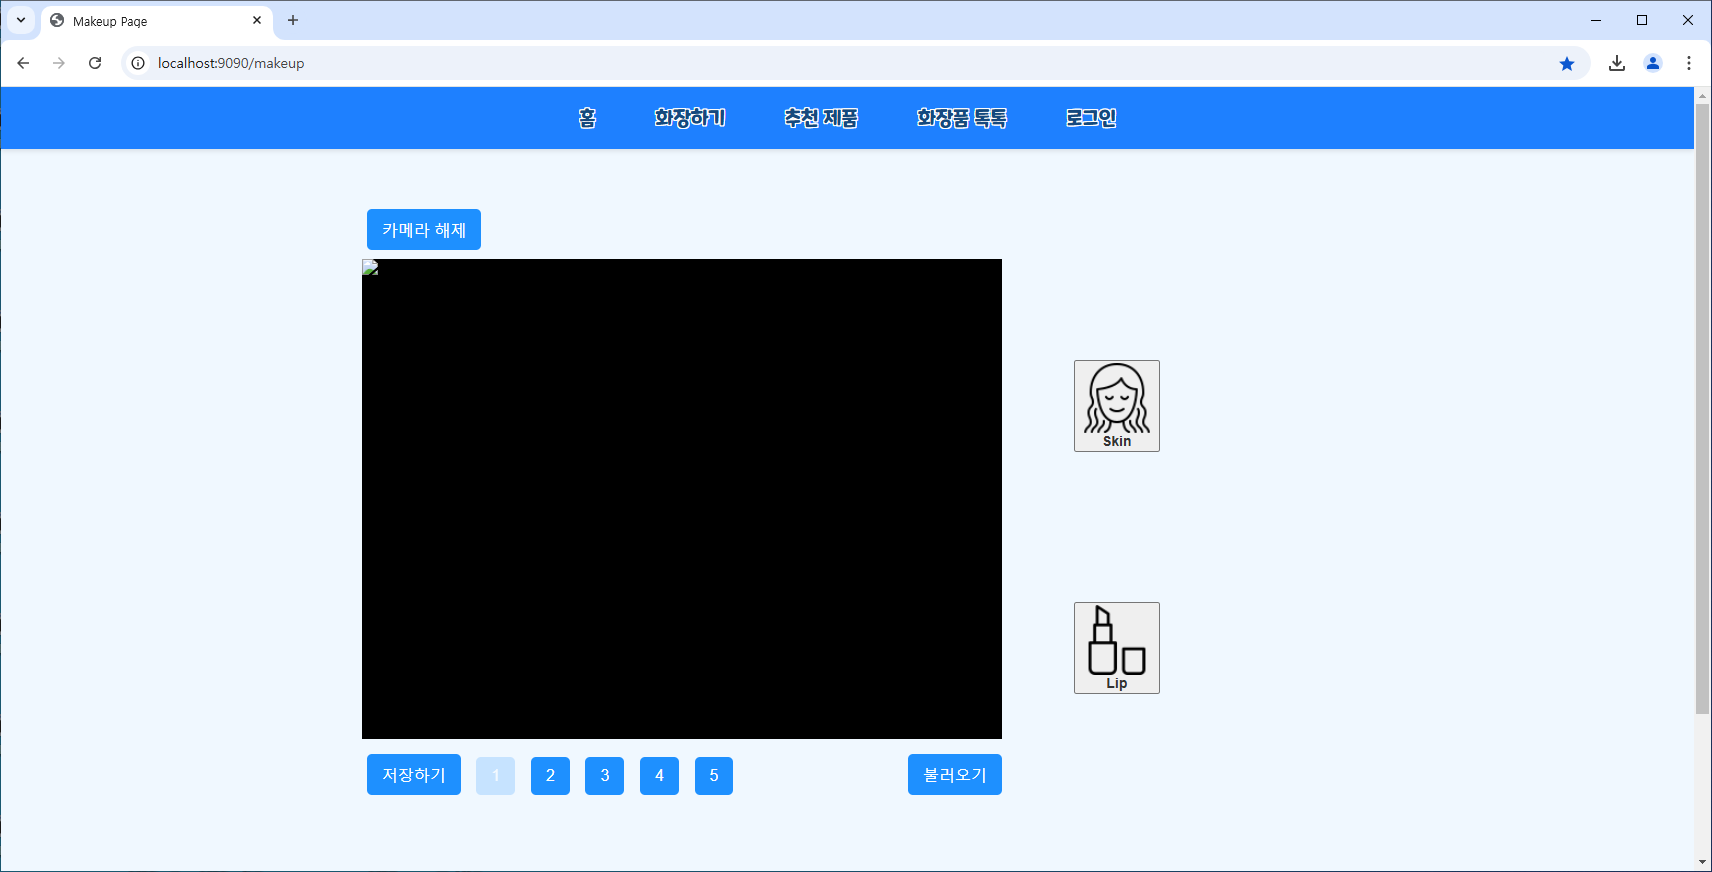 Makeup Page
localhost:9090/makeup
홈 화장하기 추천 제품 화장품 톡톡 로그인
카메라 해제
Skin
Lip
저장하기 1 2 3 4 5 불러오기